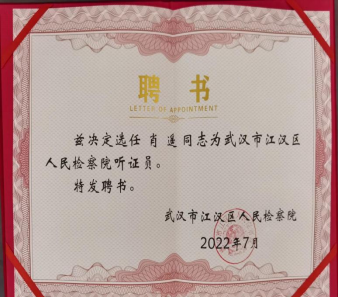 聘书
LETTER OF APPOINTMENT
兹决定选任 肖 遥 同志为武汉市江汉区
人民检察院听证员。
特发聘书。
武汉市江汉区人民检察院
2022年7月